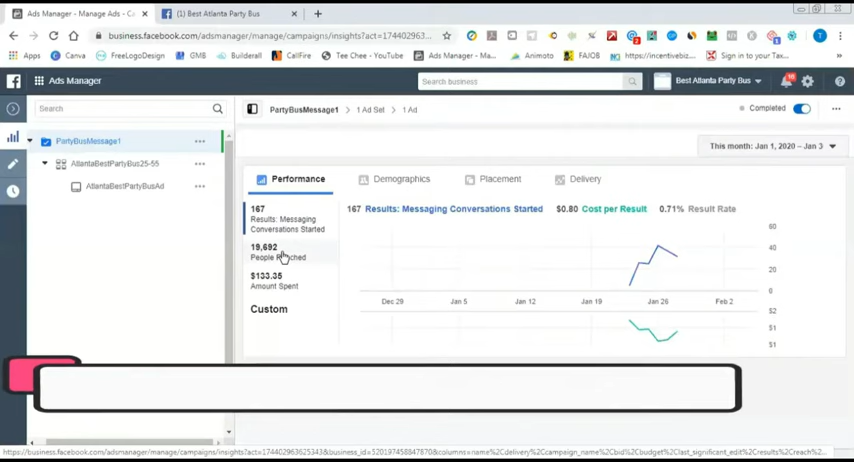 Ads Manager - Manage Ads - Ca
(1) Best Atlanta Party Bus
business.facebook.com/adsmanager/manage/campaigns/insights?act=174402963625343&
Apps Canva FreeLogoDesign GMB Builderall CallFire Tee Chee - YouTube Ads Manager - Ma... Animoto FAJOB https://incentivebiz... Sign in to your Tax...
Ads Manager
Search business
Best Atlanta Party Bus
Search
PartyBusMessage1
1 Ad Set
1 Ad
Completed
PartyBusMessage1
AtlantaBestPartyBus25-55
AtlantaBestPartyBusAd
This month: Jan 1, 2020 – Jan 3
Performance
Demographics
Placement
Delivery
167
Results: Messaging
Conversations Started
19,692
People Reached
$133.35
Amount Spent
Custom
167 Results: Messaging Conversations Started
$0.80 Cost per Result
0.71% Result Rate
60
40
20
0
Dec 29
Jan 5
Jan 12
Jan 19
Jan 26
Feb 2
$2
$1
$1